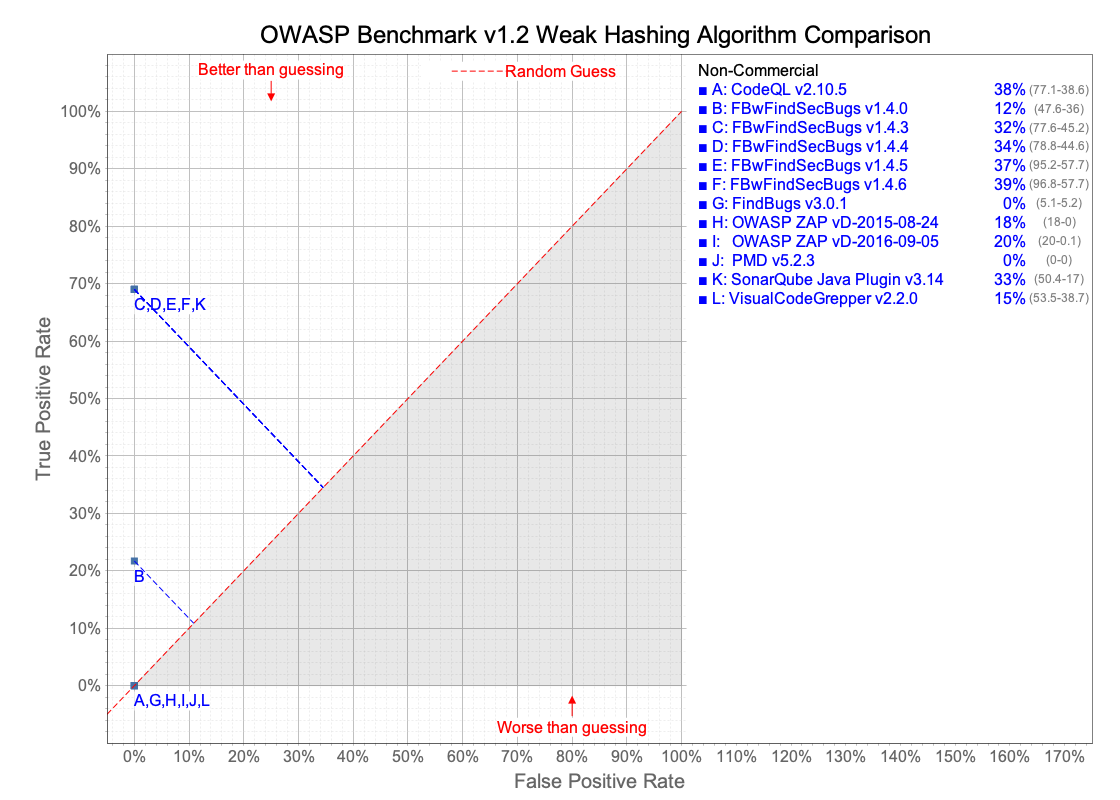 OWASP Benchmark v1.2 Weak Hashing Algorithm Comparison
Better than guessing
Random Guess
Non-Commercial
A: CodeQL v2.10.5 38% (77.1-38.6)
B: FBwFindSecBugs v1.4.0 12% (47.6-36)
C: FBwFindSecBugs v1.4.3 32% (77.6-45.2)
D: FBwFindSecBugs v1.4.4 34% (78.8-44.6)
E: FBwFindSecBugs v1.4.5 37% (95.2-57.7)
F: FBwFindSecBugs v1.4.6 39% (96.8-57.7)
G: FindBugs v3.0.1 0% (5.1-5.2)
H: OWASP ZAP vD-2015-08-24 18% (18-0)
I: OWASP ZAP vD-2016-09-05 20% (20-0.1)
J: PMD v5.2.3 0% (0-0)
K: SonarQube Java Plugin v3.14 33% (50.4-17)
L: VisualCodeGrepper v2.2.0 15% (53.5-38.7)
True Positive Rate
100%
90%
80%
70%
60%
50%
40%
30%
20%
10%
0%
C,D,E,F,K
B
A,G,H,I,J,L
Worse than guessing
0% 10% 20% 30% 40% 50% 60% 70% 80% 90% 100% 110% 120% 130% 140% 150% 160% 170%
False Positive Rate